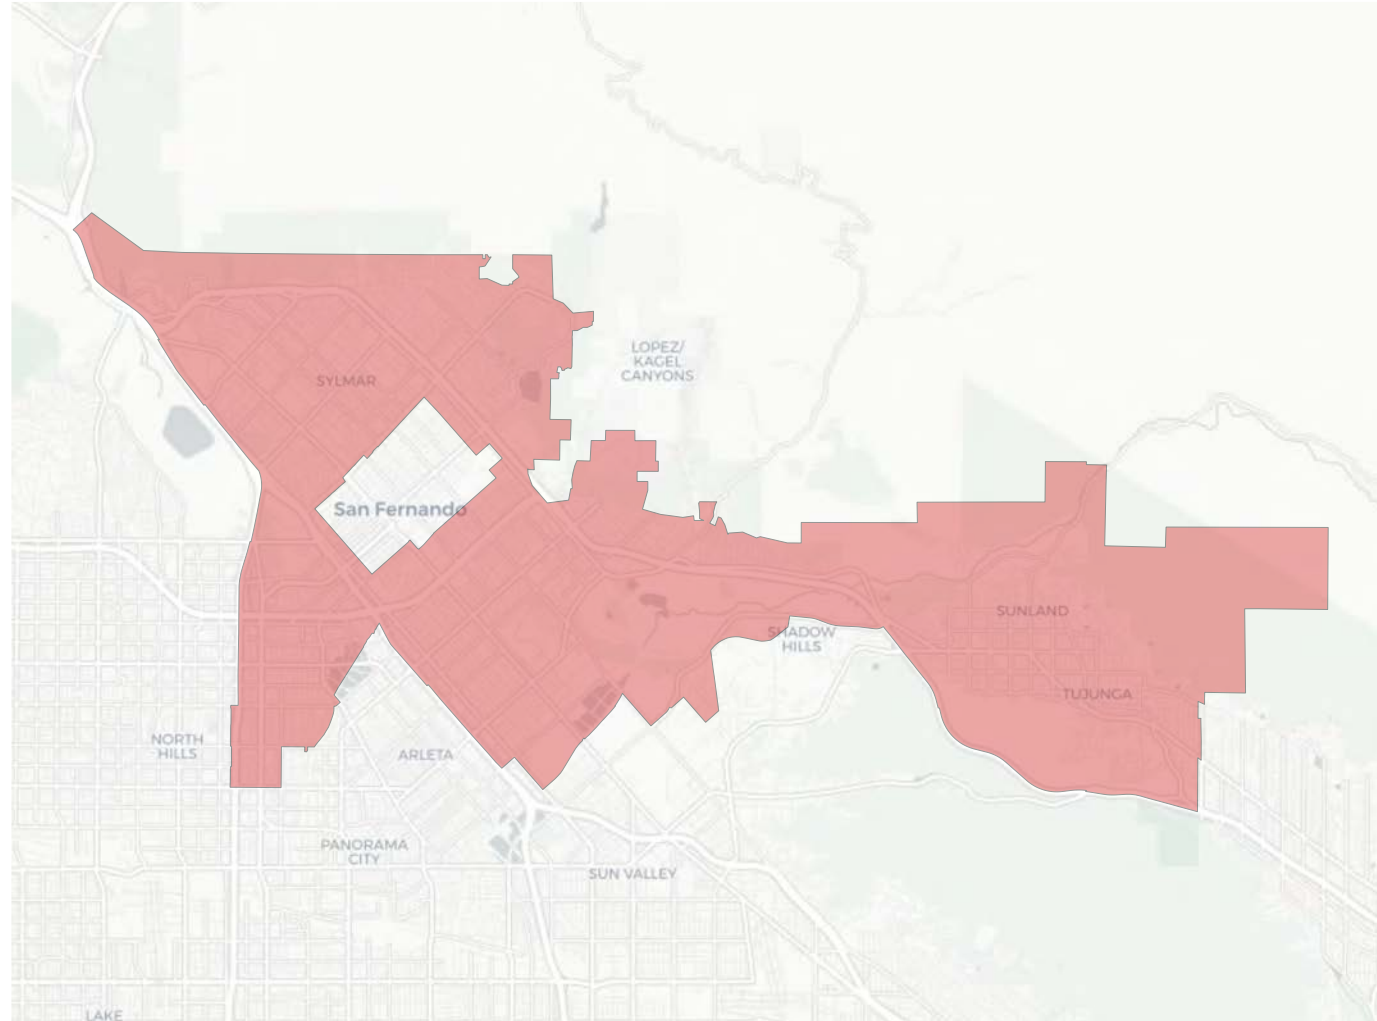 LOPEZ/
KAGEL
CANYONS
SYLMAR
San Fernando
SUNLAND
SHADOW
HILLS
TUJUNGA
NORTH
HILLS
ARLETA
PANORAMA
CITY
SUN VALLEY
LAKE